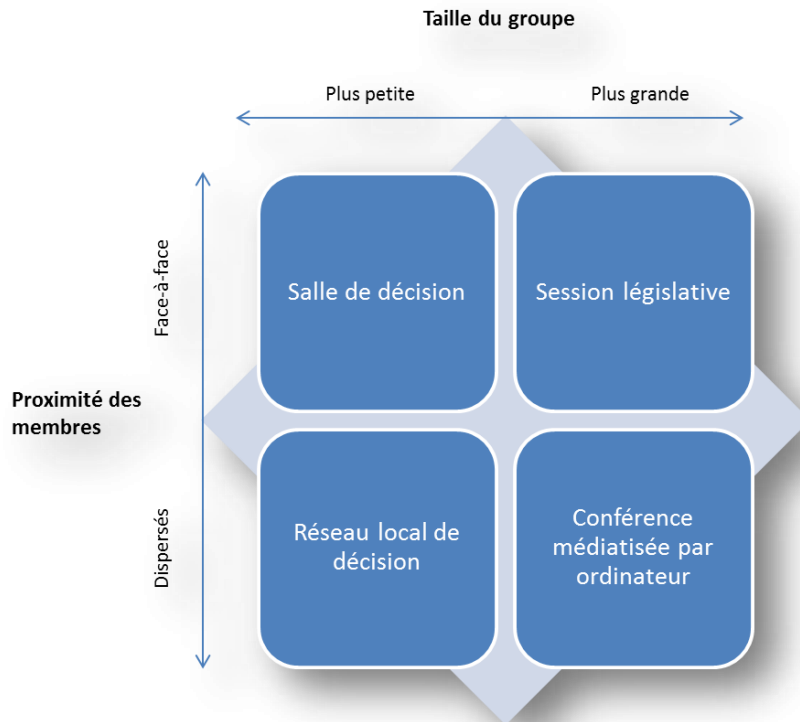 Taille du groupe
Plus petite
Plus grande
Face-à-face
Salle de décision
Session législative
Proximité des
membres
Dispersés
Réseau local de
décision
Conférence
médiatisée par
ordinateur